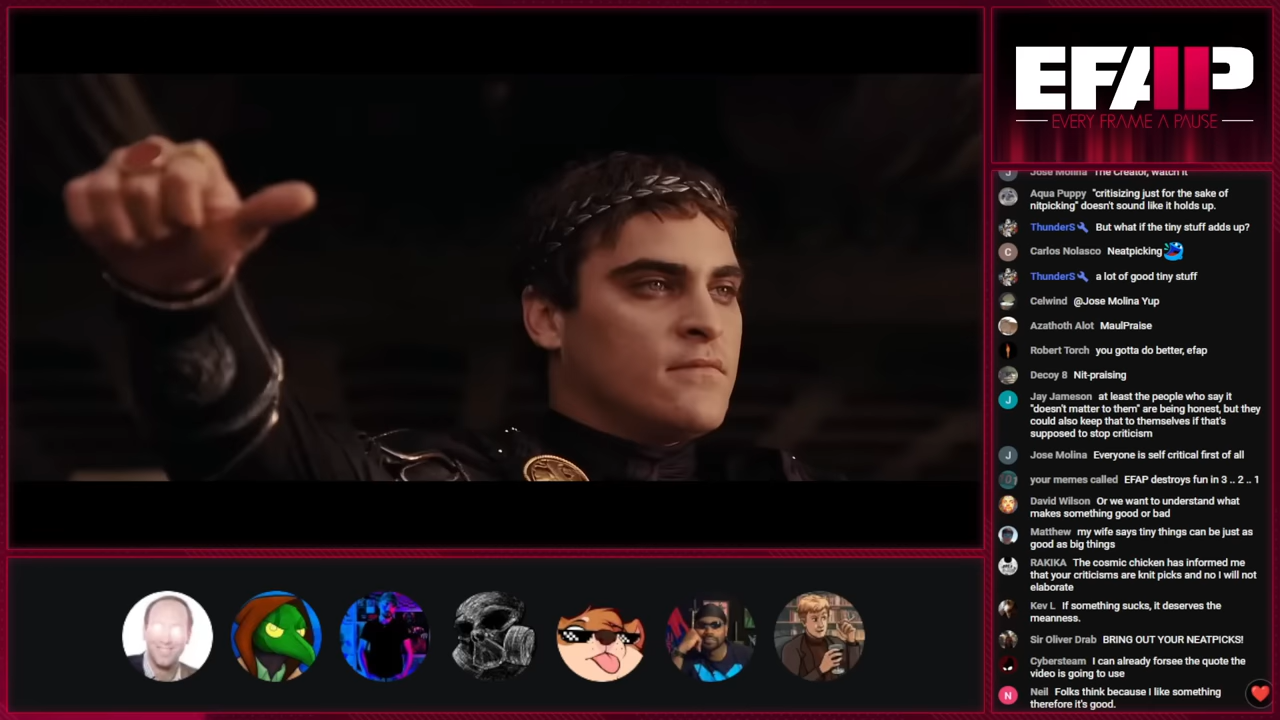 EFAP
EVERY FRAME A PAUSE
Jose Molina The Creator, watch it
Aqua Puppy "critisizing just for the sake of
nitpicking" doesn't sound like it holds up.
ThunderS But what if the tiny stuff adds up?
C
Carlos Nolasco Neatpicking
ThunderS a lot of good tiny stuff
Celwind @Jose Molina Yup
Azathoth Alot MaulPraise
Robert Torch you gotta do better, efap
Decoy 8 Nit-praising
J
Jay Jameson at least the people who say it
"doesn't matter to them" are being honest, but they
could also keep that to themselves if that's
supposed to stop criticism
J
Jose Molina Everyone is self critical first of all
your memes called EFAP destroys fun in 3 .. 2 .. 1
David Wilson Or we want to understand what
makes something good or bad
Matthew my wife says tiny things can be just as
good as big things
RAKIKA The cosmic chicken has informed me
that your criticisms are knit picks and no I will not
elaborate
Kev L If something sucks, it deserves the
meanness.
Sir Oliver Drab BRING OUT YOUR NEATPICKS!
Cybersteam I can already forsee the quote the
video is going to use
N
Neil Folks think because I like something
therefore it's good.